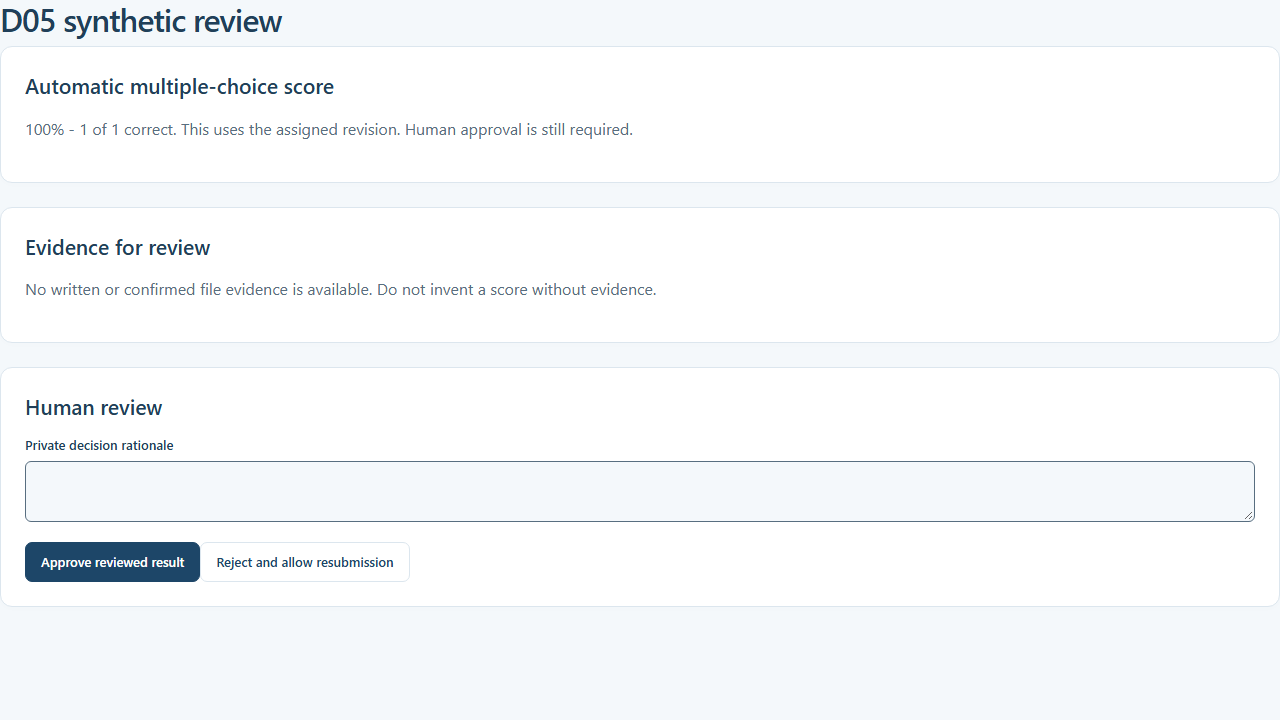 D05 synthetic review
Automatic multiple-choice score
100% - 1 of 1 correct. This uses the assigned revision. Human approval is still required.
Evidence for review
No written or confirmed file evidence is available. Do not invent a score without evidence.
Human review
Private decision rationale
Approve reviewed result
Reject and allow resubmission